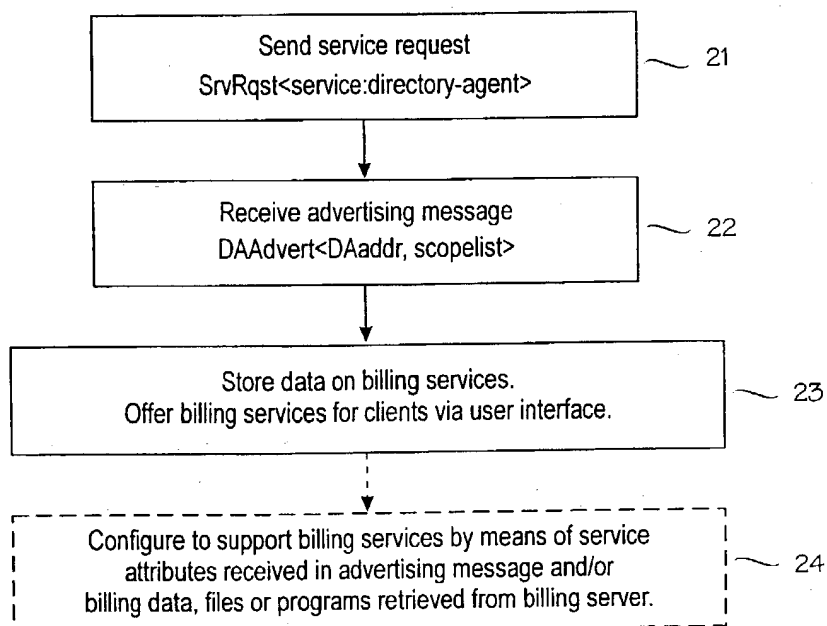 Send service request
SrvRqst<service:directory-agent>
21
Receive advertising message
DAAdvert<DAaddr, scopelist>
22
Store data on billing services.
Offer billing services for clients via user interface.
23
Configure to support billing services by means of service
attributes received in advertising message and/or
billing data, files or programs retrieved from billing server.
24